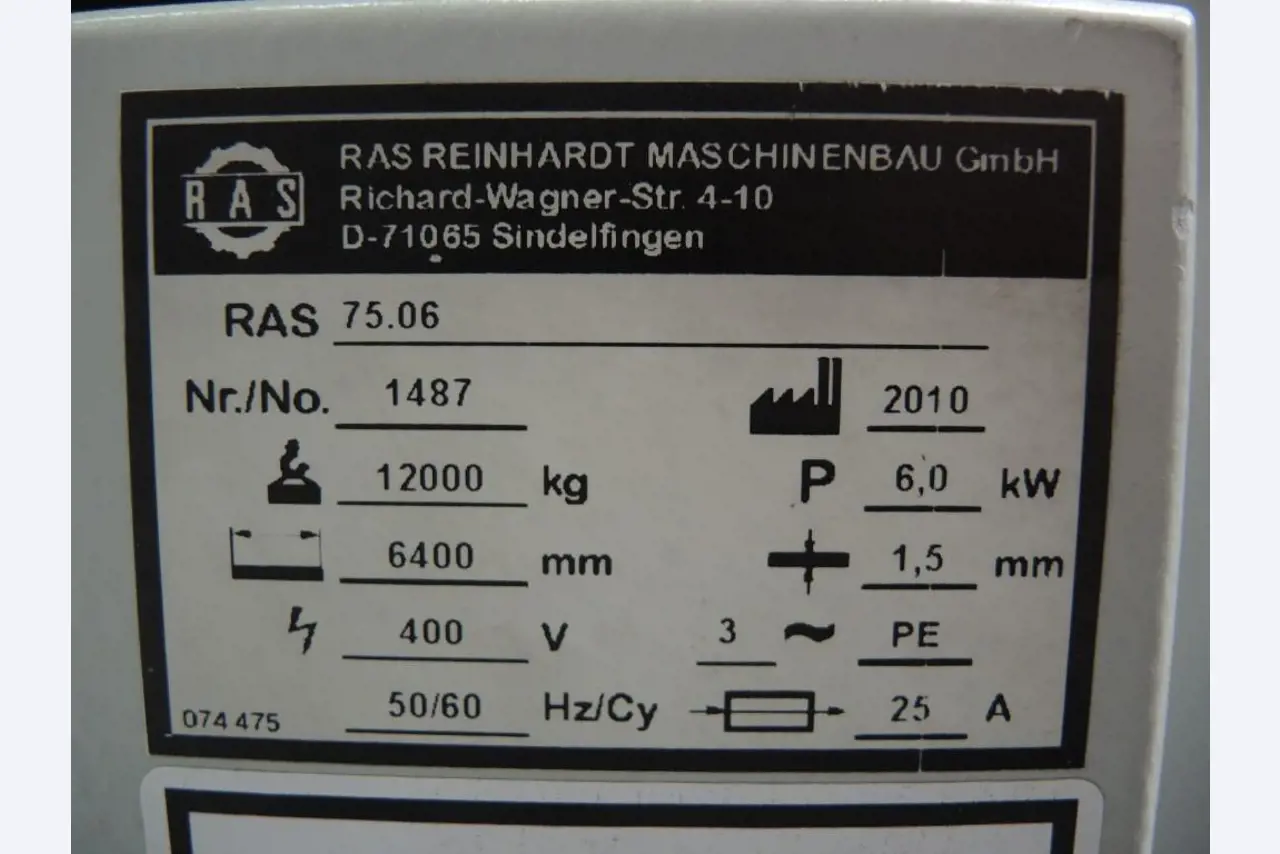 RAS
RAS REINHARDT MASCHINENBAU GmbH
Richard-Wagner-Str. 4-10
D-71065 Sindelfingen
RAS 75.06
Nr./No. 1487 2010
12000 kg P 6,0 kW
6400 mm 1,5 mm
400 V 3 ~ PE
074 475 50/60 Hz/Cy 25 A